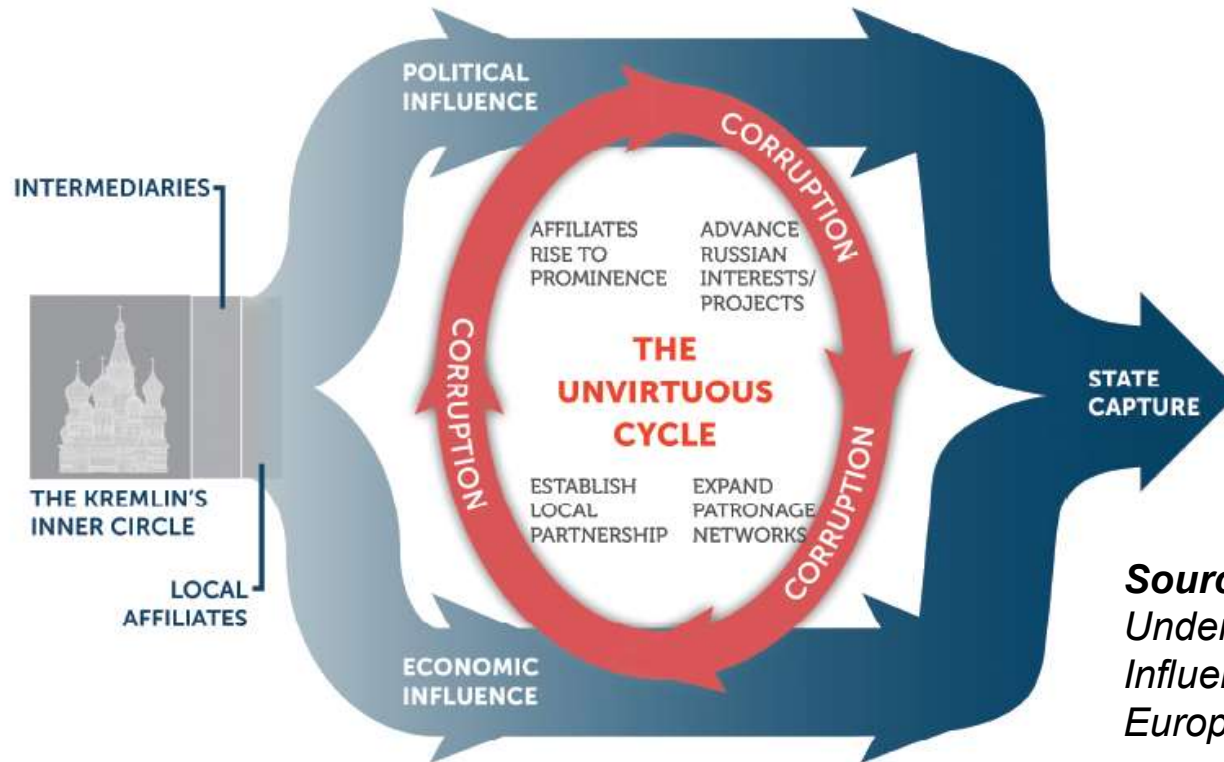 POLITICAL
INFLUENCE
CORRUPTION
INTERMEDIARIES
AFFILIATES
RISE TO
PROMINENCE
ADVANCE
RUSSIAN
INTERESTS/
PROJECTS
CORRUPTION
THE
UNVIRTUOUS
CYCLE
STATE
CAPTURE
THE KREMLIN'S
INNER CIRCLE
ESTABLISH
LOCAL
PARTNERSHIP
EXPAND
PATRONAGE
NETWORKS
CORRUPTION
LOCAL
AFFILIATES
ECONOMIC
INFLUENCE